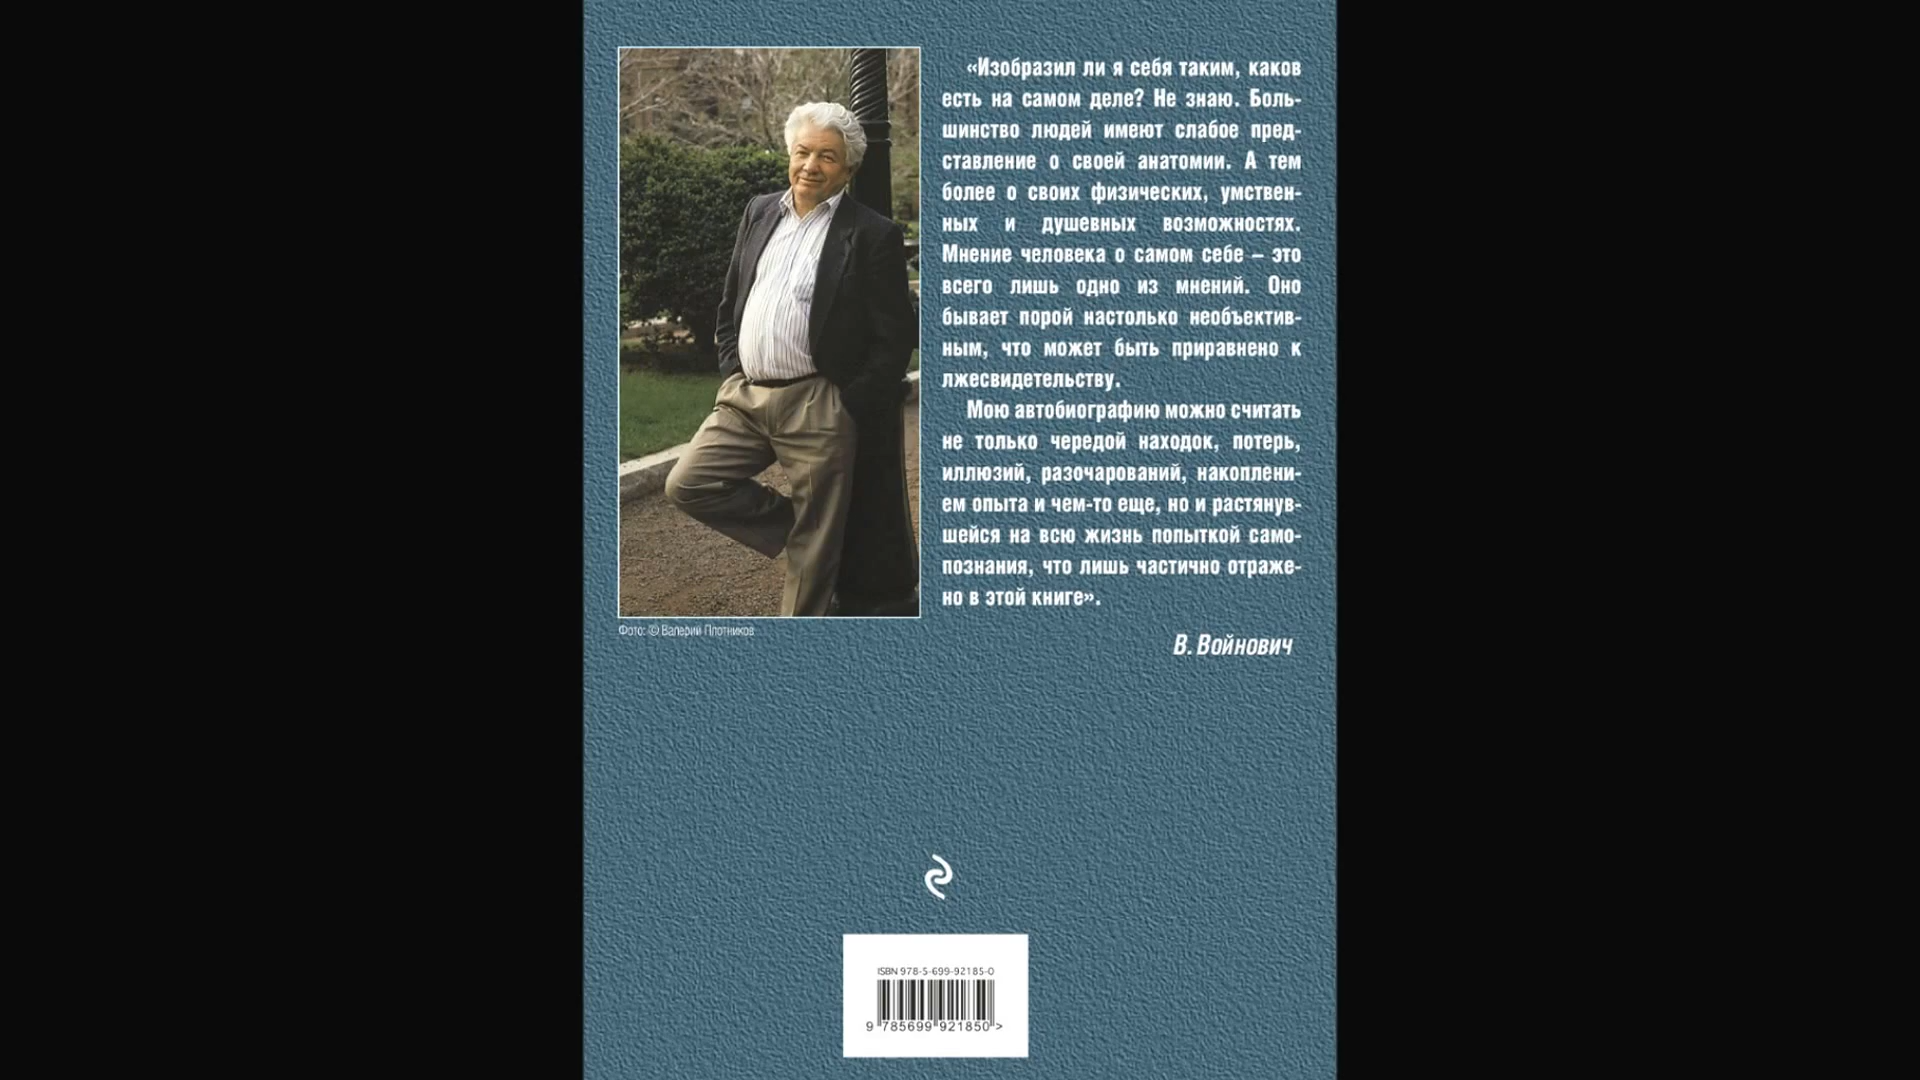 «Изобразил ли я себя таким, каков
есть на самом деле? Не знаю. Боль-
шинство людей имеют слабое пред-
ставление о своей анатомии. А тем
более о своих физических, умствен-
ных и душевных возможностях.
Мнение человека о самом себе – это
всего лишь одно из мнений. Оно
бывает порой настолько необъектив-
ным, что может быть приравнено к
лжесвидетельству.
Мою автобиографию можно считать
не только чередой находок, потерь,
иллюзий, разочарований, накоплени-
ем опыта и чем-то еще, но и растянув-
шейся на всю жизнь попыткой само-
познания, что лишь частично отраже-
но в этой книге».
В. Войнович
Фото: © Валерий Плотников
ISBN 978-5-699-92185-0
9 785699 921850 >